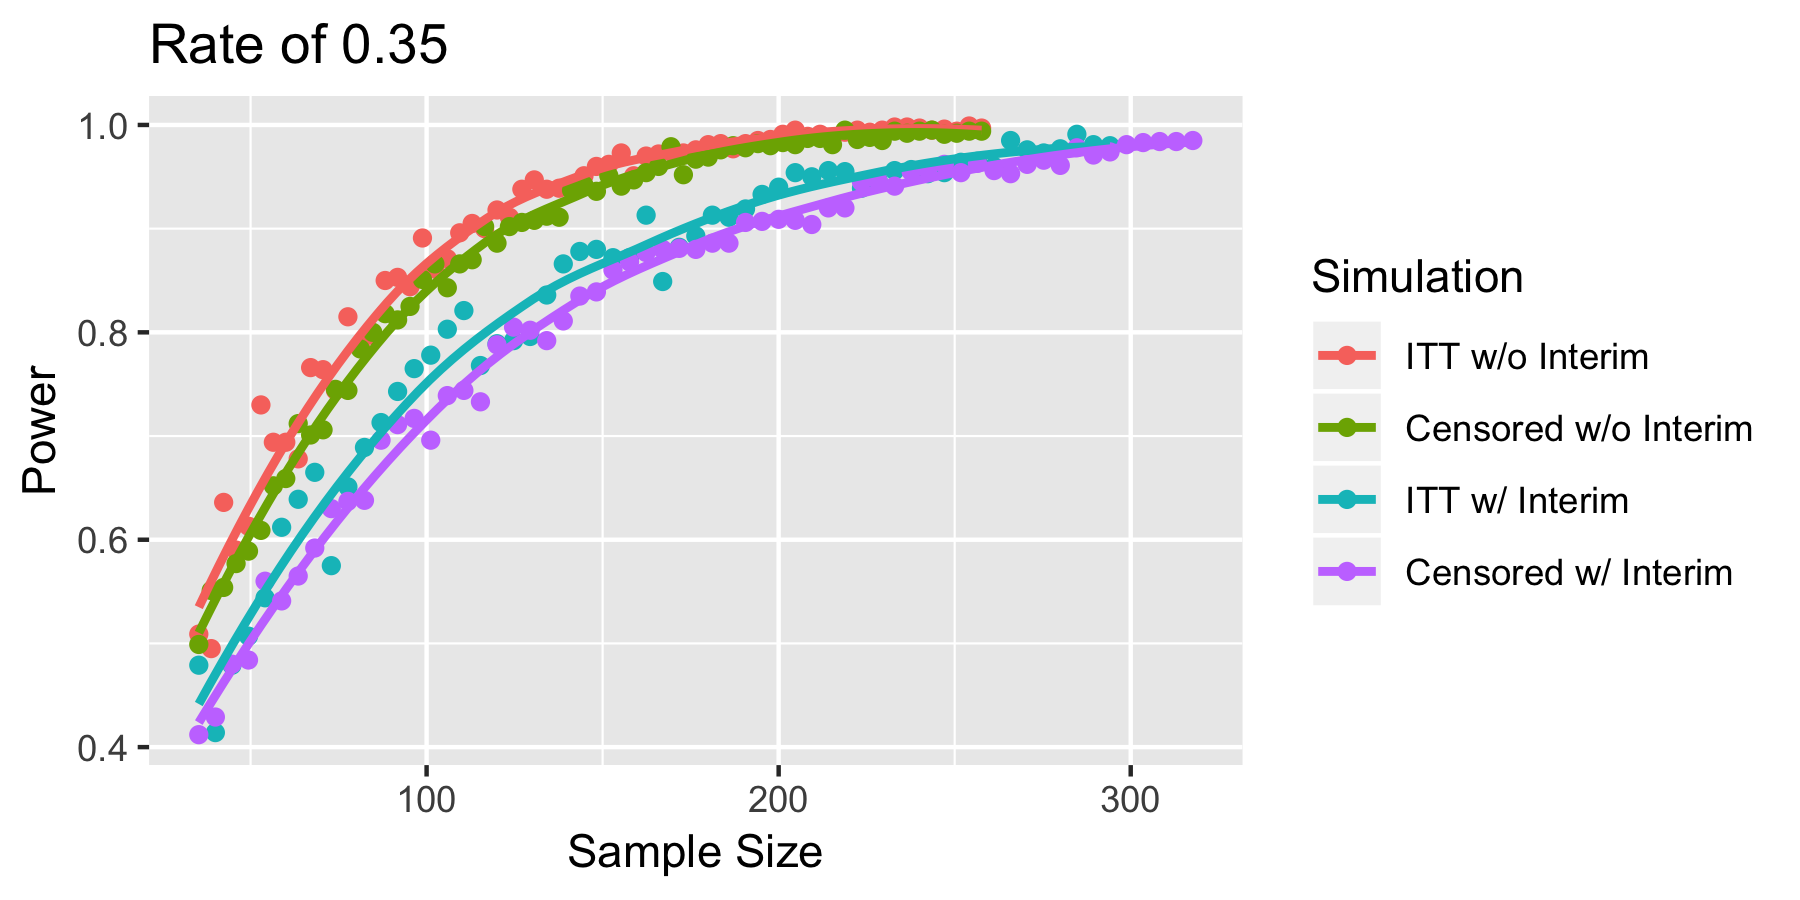 Rate of 0.35
1.0
0.8
0.6
0.4
Power
100
200
300
Sample Size
Simulation
ITT w/o Interim
Censored w/o Interim
ITT w/ Interim
Censored w/ Interim